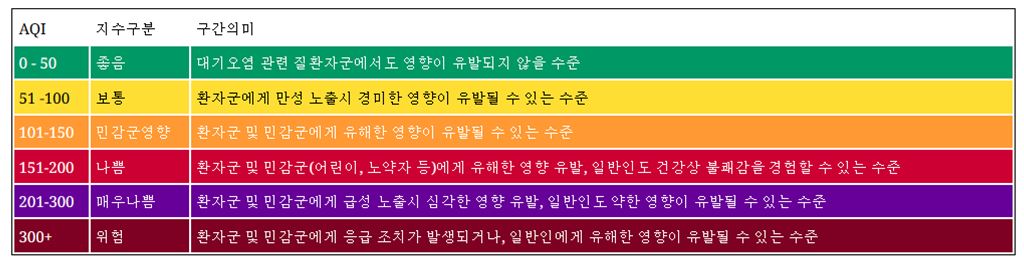 AQI 지수구분 구간의미
0 - 50 좋음 대기오염 관련 질환자군에서도 영향이 유발되지 않을 수준
51 -100 보통 환자군에게 만성 노출시 경미한 영향이 유발될 수 있는 수준
101-150 민감군영향 환자군 및 민감군에게 유해한 영향이 유발될 수 있는 수준
151-200 나쁨 환자군 및 민감군(어린이, 노약자 등)에게 유해한 영향 유발, 일반인도 건강상 불쾌감을 경험할 수 있는 수준
201-300 매우나쁨 환자군 및 민감군에게 급성 노출시 심각한 영향 유발, 일반인도 약한 영향이 유발될 수 있는 수준
300+ 위험 환자군 및 민감군에게 응급 조치가 발생되거나, 일반인에게 유해한 영향이 유발될 수 있는 수준